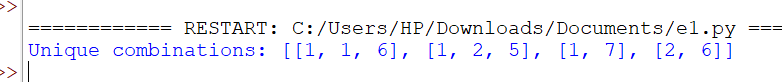 >>
============ RESTART: C:/Users/HP/Downloads/Documents/e1.py ===
Unique combinations: [[1, 1, 6], [1, 2, 5], [1, 7], [2, 6]]
>>